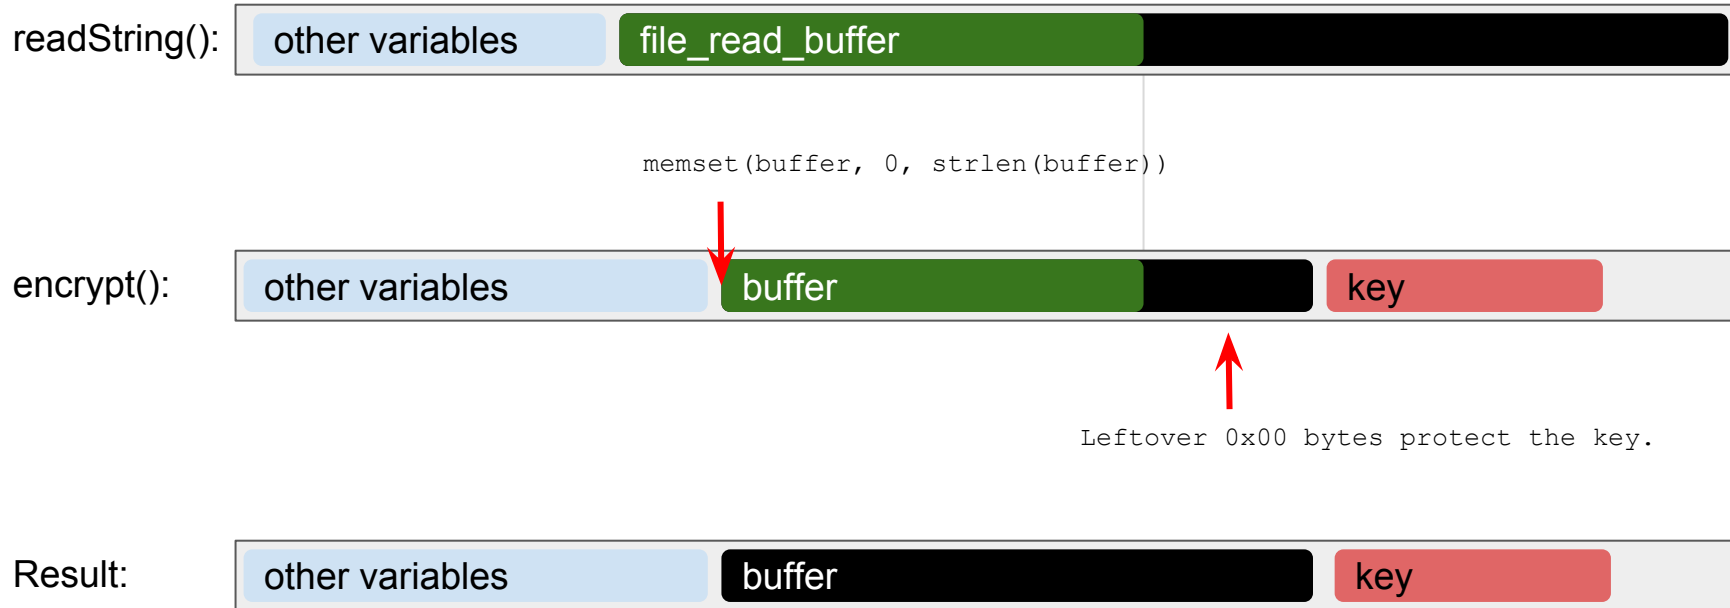 readString():
other variables
file_read_buffer
memset(buffer, 0, strlen(buffer))
encrypt():
other variables
buffer
key
Leftover 0x00 bytes protect the key.
Result:
other variables
buffer
key